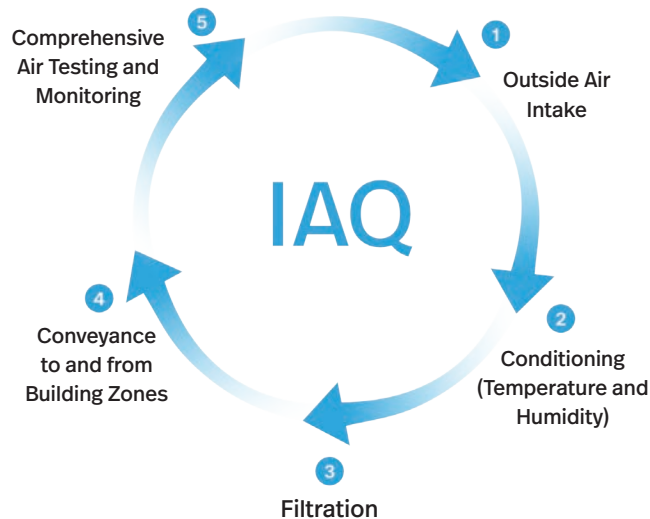 IAQ
1
Outside Air
Intake
2
Conditioning
(Temperature and
Humidity)
3
Filtration
4
Conveyance
to and from
Building Zones
5
Comprehensive
Air Testing and
Monitoring